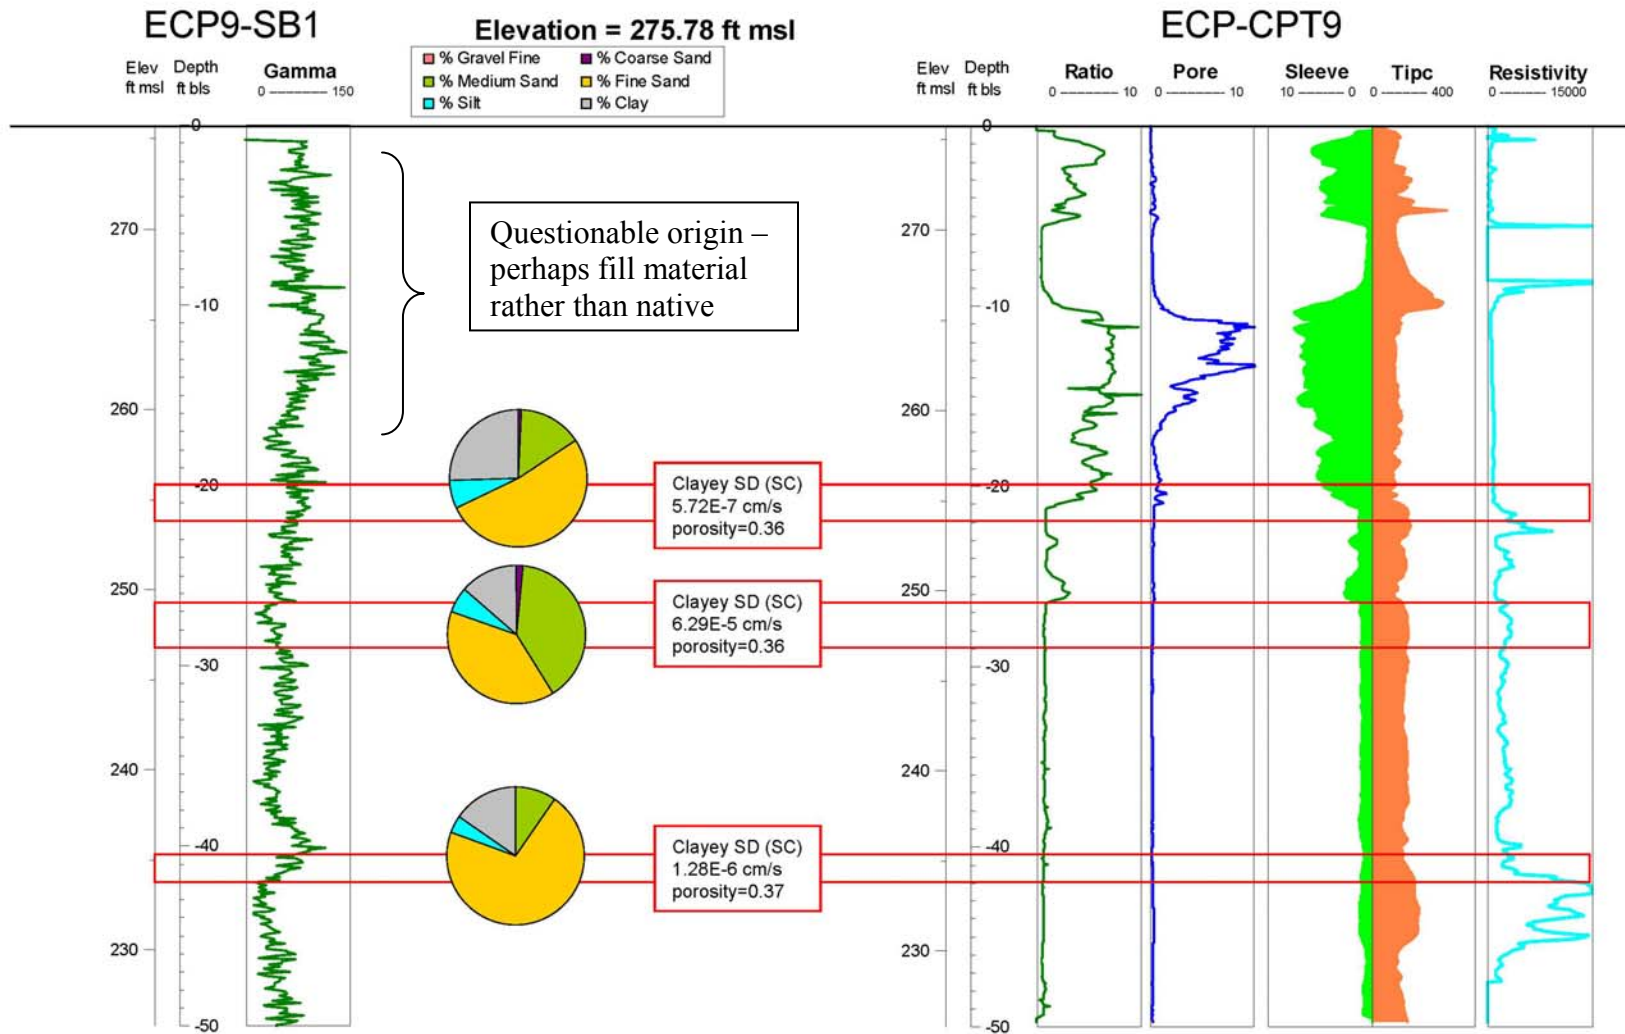 ECP9-SB1
Elevation = 275.78 ft msl
ECP-CPT9
% Gravel Fine
% Coarse Sand
% Medium Sand
% Fine Sand
% Silt
% Clay
Elev Depth Gamma
ft msl ft bls 0 150
Elev Depth Ratio Pore Sleeve Tipc Resistivity
ft msl ft bls 0 10 0 10 10 0 0 400 0 15000
0
0
270
270
Questionable origin –
perhaps fill material
rather than native
-10
-10
260
260
-20
-20
Clayey SD (SC)
5.72E-7 cm/s
porosity=0.36
250
250
Clayey SD (SC)
6.29E-5 cm/s
porosity=0.36
-30
-30
240
240
-40
-40
Clayey SD (SC)
1.28E-6 cm/s
porosity=0.37
230
230
-50
-50